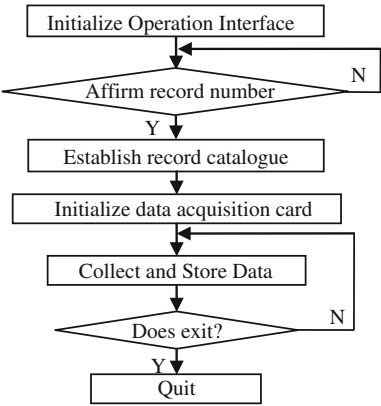 Initialize Operation Interface
N
Affirm record number
Y
Establish record catalogue
Initialize data acquisition card
Collect and Store Data
N
Does exit?
Y
Quit